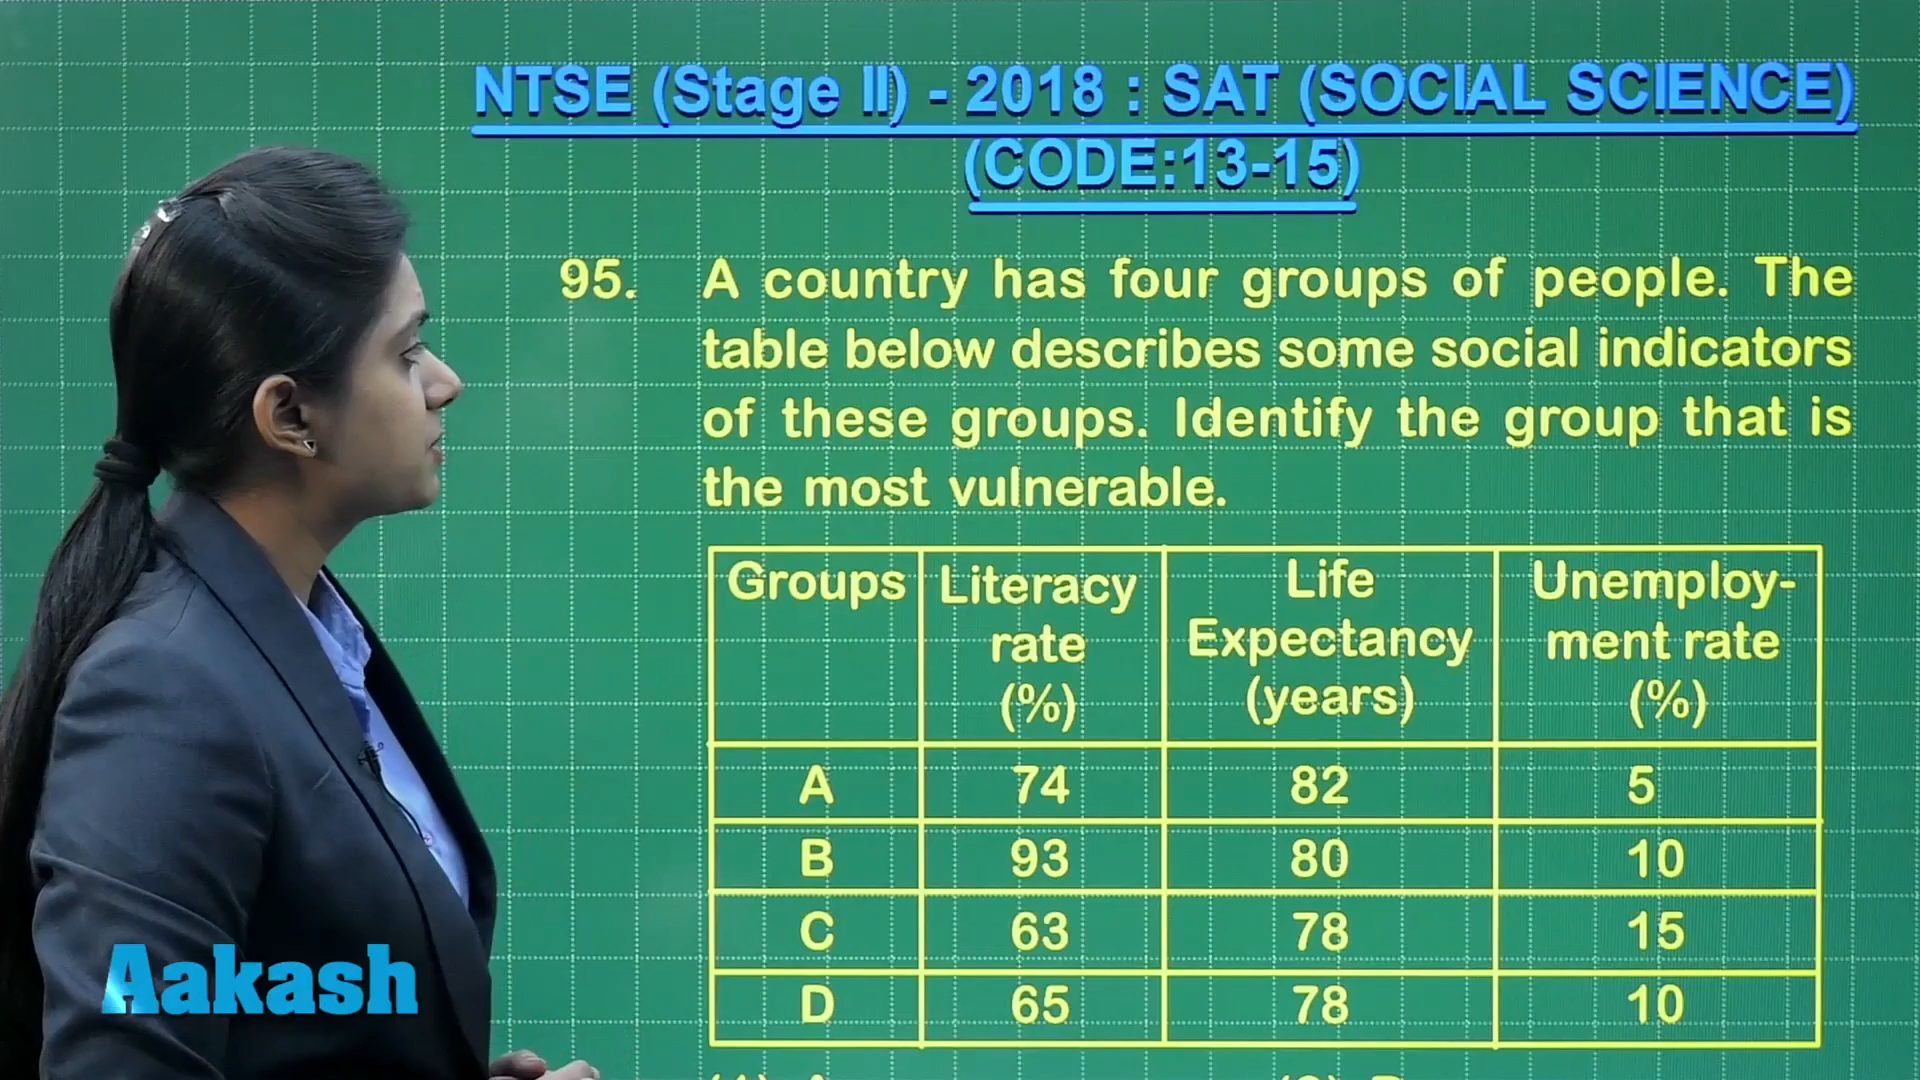 NTSE (Stage II) - 2018 : SAT (SOCIAL SCIENCE)
(CODE:13-15)
95. A country has four groups of people. The
table below describes some social indicators
of these groups. Identify the group that is
the most vulnerable.
Groups Literacy rate (%) Life Expectancy (years) Unemploy-ment rate (%)
A 74 82 5
B 93 80 10
C 63 78 15
D 65 78 10
Aakash